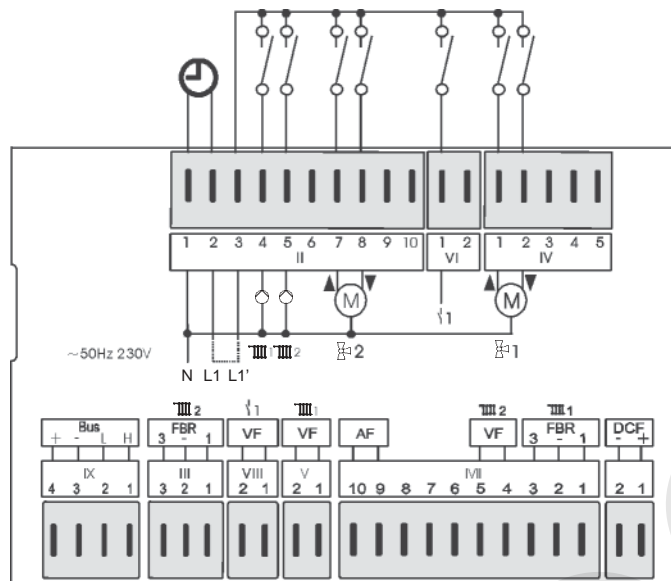 1 2 3 4 5 6 7 8 9 10 1 2 1 2 3 4 5
II VI IV
M M
1
2 1
1 2
~50Hz 230V
N L1 L1'
2 1 1 2 1
Bus FBR VF VF AF VF FBR DCF
+ - L H 3 - 1 3 - 1 - +
IX III VIII V
4 3 2 1 3 2 1 2 1 2 1 10 9 8 7 6 5 4 3 2 1 2 1